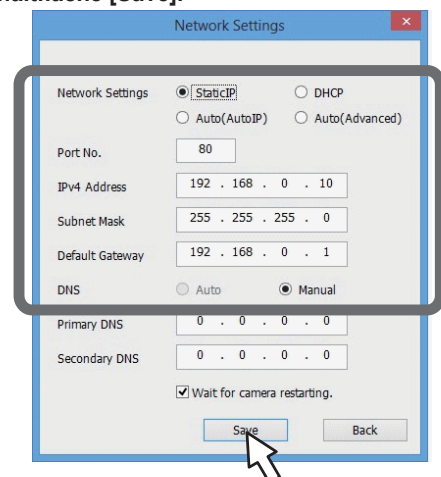 [Save].
Network Settings
Network Settings StaticIP DHCP
Auto(AutoIP) Auto(Advanced)
Port No. 80
IPv4 Address 192 . 168 . 0 . 10
Subnet Mask 255 . 255 . 255 . 0
Default Gateway 192 . 168 . 0 . 1
DNS Auto Manual
Primary DNS 0 . 0 . 0 . 0
Secondary DNS 0 . 0 . 0 . 0
Wait for camera restarting.
Save Back